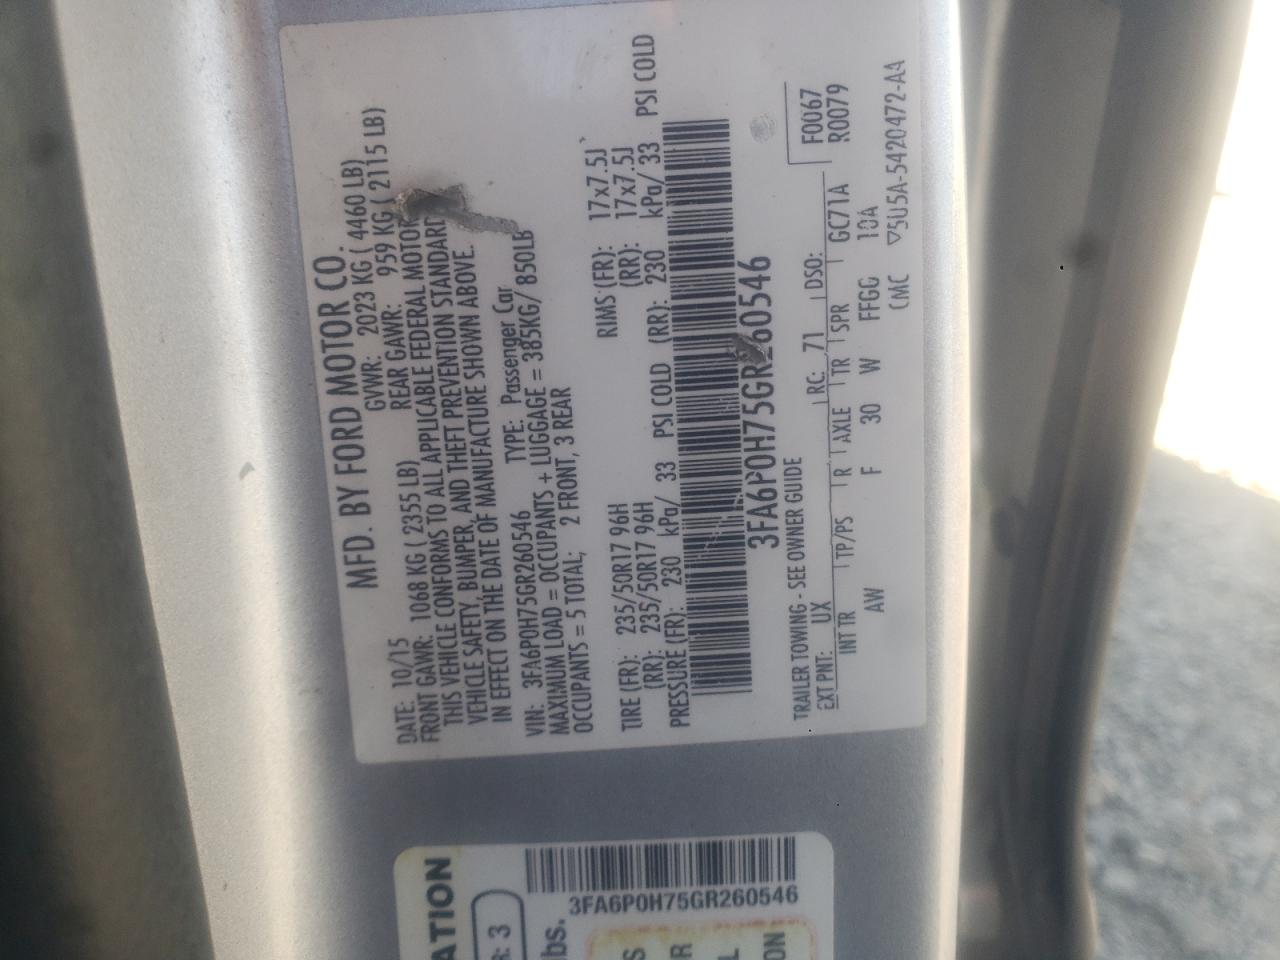 MFD. BY FORD MOTOR CO.
DATE: 10/15 GVWR: 2023 KG ( 4460 LB)
FRONT GAWR: 1068 KG ( 2355 LB) REAR GAWR: 959 KG ( 2115 LB)
THIS VEHICLE CONFORMS TO ALL APPLICABLE FEDERAL MOTOR
VEHICLE SAFETY, BUMPER, AND THEFT PREVENTION STANDARD
IN EFFECT ON THE DATE OF MANUFACTURE SHOWN ABOVE.
VIN: 3FA6P0H75GR260546 TYPE: Passenger Car
MAXIMUM LOAD = OCCUPANTS + LUGGAGE = 385KG/ 850LB
OCCUPANTS = 5 TOTAL; 2 FRONT, 3 REAR
TIRE (FR): 235/50R17 96H RIMS (FR): 17x7.5J
(RR): 235/50R17 96H (RR): 17x7.5J
PRESSURE (FR): 230 kPa/ 33 PSI COLD (RR): 230 kPa/ 33 PSI COLD
3FA6P0H75GR260546
TRAILER TOWING - SEE OWNER GUIDE F0067
R0079
EXT PNT: UX RC: 71 DSO:
INT TR TP/PS R AXLE TR SPR GC71A
AW F 30 W FFGG 10A
CMC ▽5U5A-5420472-AA
ATION
R: 3
lbs.
3FA6P0H75GR260546
S
R
L
ON